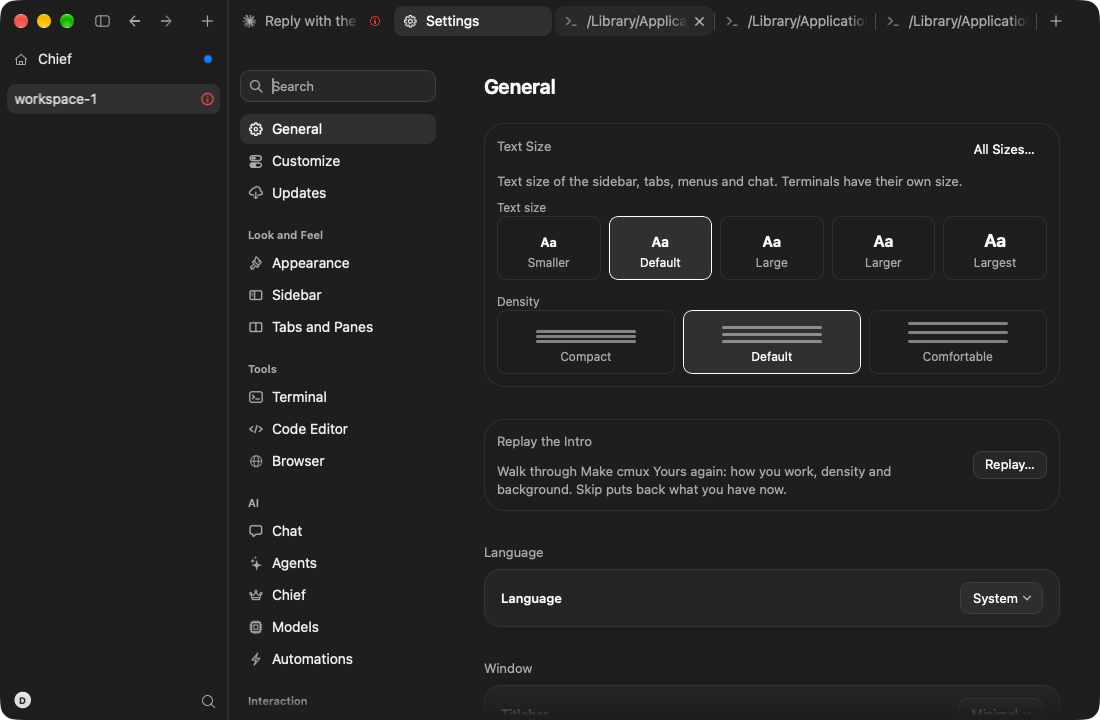 Reply with the
Settings
/Library/Applica
/Library/Applicatio
/Library/Applicatio
Chief
workspace-1
D
Search
General
Customize
Updates
Look and Feel
Appearance
Sidebar
Tabs and Panes
Tools
Terminal
Code Editor
Browser
AI
Chat
Agents
Chief
Models
Automations
Interaction
General
Text Size
All Sizes...
Text size of the sidebar, tabs, menus and chat. Terminals have their own size.
Text size
Aa
Smaller
Aa
Default
Aa
Large
Aa
Larger
Aa
Largest
Density
Compact
Default
Comfortable
Replay the Intro
Walk through Make cmux Yours again: how you work, density and
background. Skip puts back what you have now.
Replay...
Language
Language
System
Window
Titlebar
Minimal